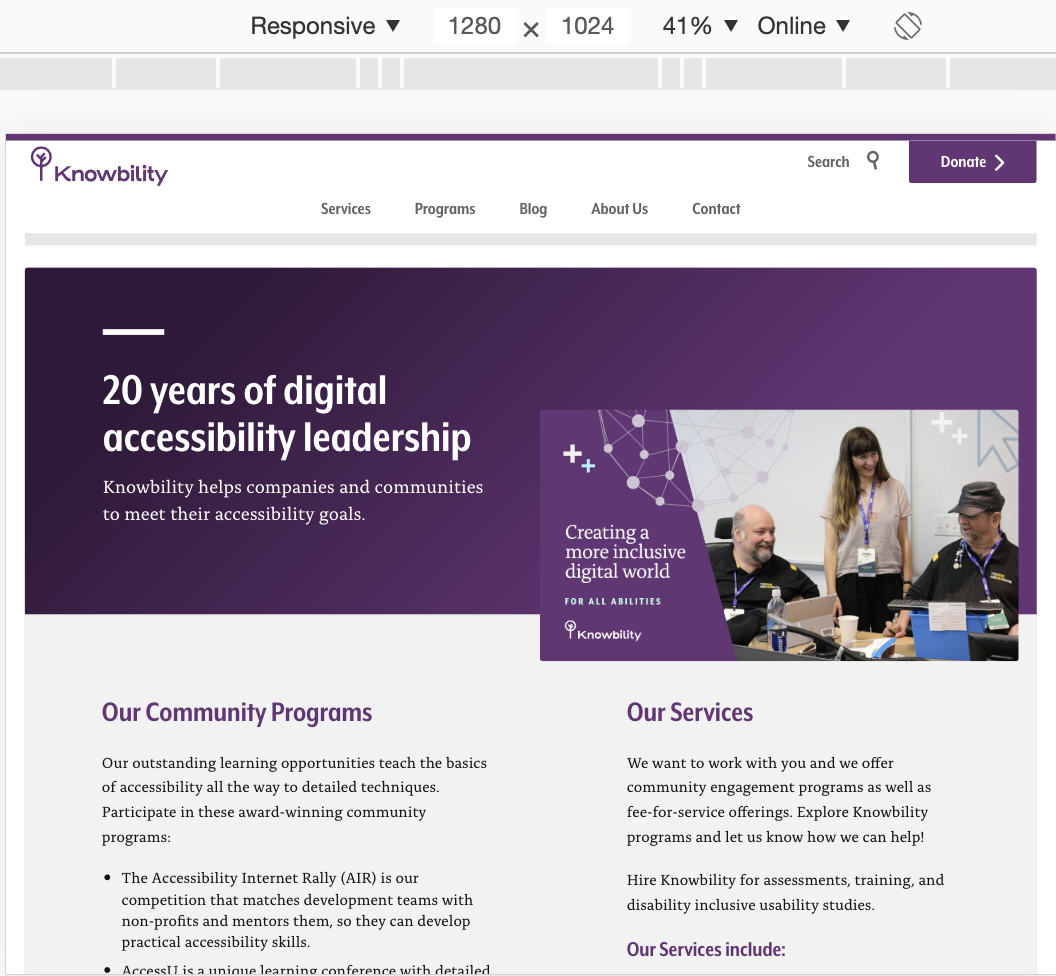 Responsive ▼ 1280 × 1024 41% ▼ Online ▼
Knowbility
Search
Donate
Services Programs Blog About Us Contact
20 years of digital
accessibility leadership
Knowbility helps companies and communities
to meet their accessibility goals.
Creating a
more inclusive
digital world
FOR ALL ABILITIES
Knowbility
Our Community Programs
Our outstanding learning opportunities teach the basics
of accessibility all the way to detailed techniques.
Participate in these award-winning community
programs:
• The Accessibility Internet Rally (AIR) is our
competition that matches development teams with
non-profits and mentors them, so they can develop
practical accessibility skills.
• AccessU is a unique learning conference with detailed
Our Services
We want to work with you and we offer
community engagement programs as well as
fee-for-service offerings. Explore Knowbility
programs and let us know how we can help!
Hire Knowbility for assessments, training, and
disability inclusive usability studies.
Our Services include: